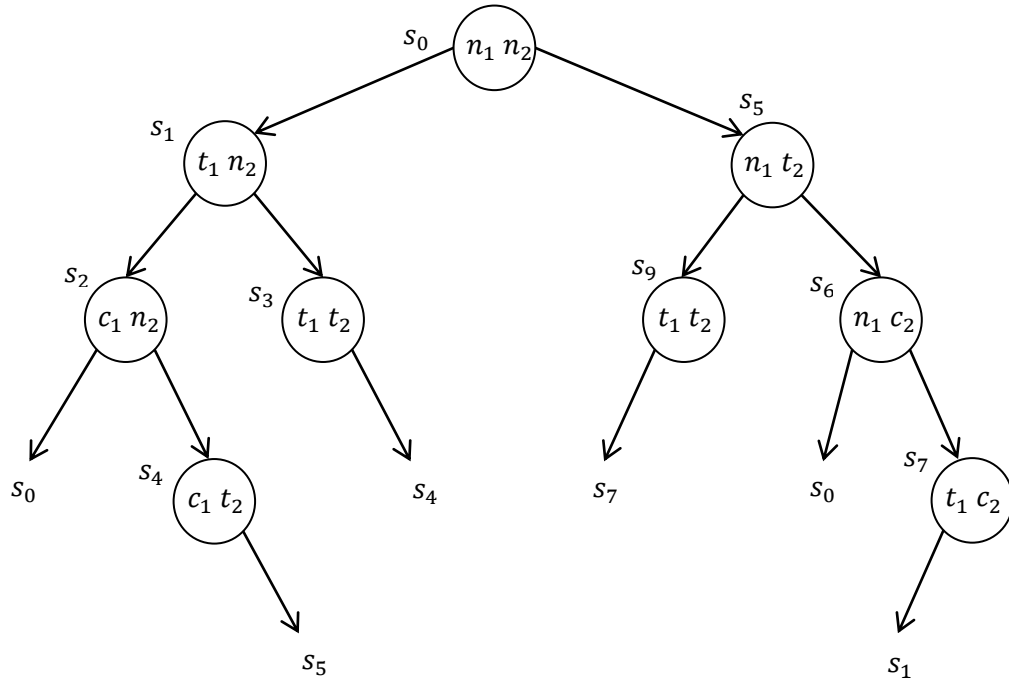 s₀ n₁ n₂
s₁ t₁ n₂
s₅ n₁ t₂
s₂ c₁ n₂
s₃ t₁ t₂
s₉ t₁ t₂
s₆ n₁ c₂
s₀
s₄ c₁ t₂
s₄
s₇
s₀
s₇ t₁ c₂
s₅
s₁